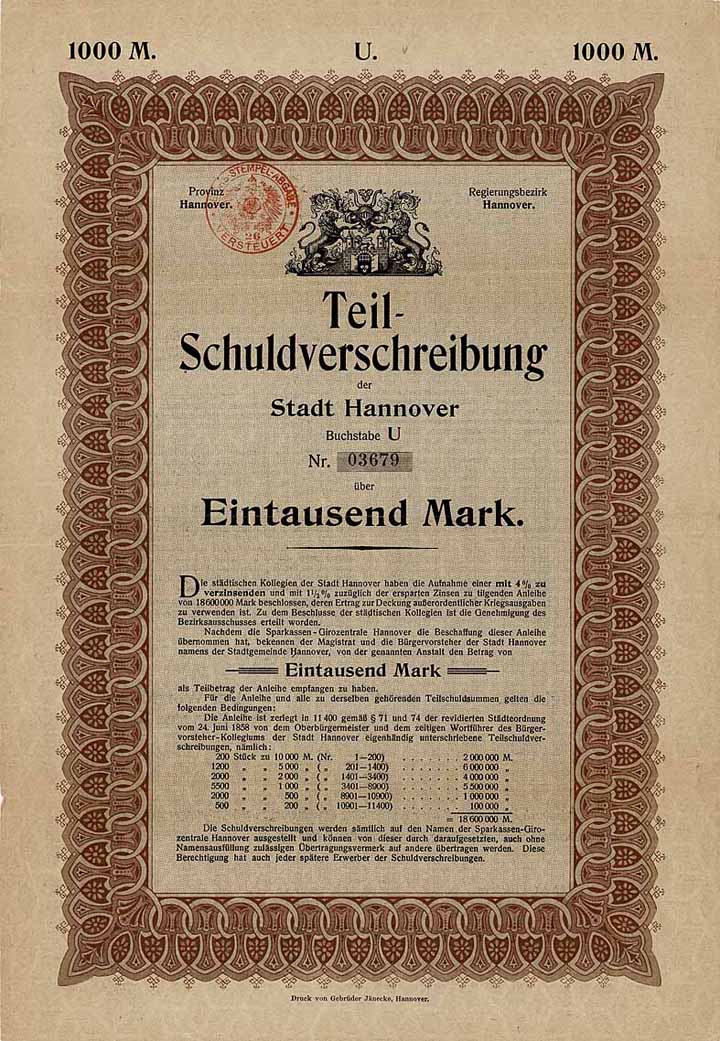 1000 M. U. 1000 M.
Provinz
Hannover.
STEMPEL-ABGABE
VERSTEUERT
Regierungsbezirk
Hannover.
Teil-
Schuldverschreibung
der
Stadt Hannover
Buchstabe U
Nr. 03679
über
Eintausend Mark.
Die städtischen Kollegien der Stadt Hannover haben die Aufnahme einer mit 4% zu
verzinsenden und mit 1½% zuzüglich der ersparten Zinsen zu tilgenden Anleihe
von 18600000 Mark beschlossen, deren Ertrag zur Deckung außerordentlicher Kriegsausgaben
zu verwenden ist. Zu dem Beschlusse der städtischen Kollegien ist die Genehmigung des
Bezirksausschusses erteilt worden.
Nachdem die Sparkassen-Girozentrale Hannover die Beschaffung dieser Anleihe
übernommen hat, bekennen der Magistrat und die Bürgervorsteher der Stadt Hannover
namens der Stadtgemeinde Hannover, von der genannten Anstalt den Betrag von
Eintausend Mark
als Teilbetrag der Anleihe empfangen zu haben.
Für die Anleihe und alle zu derselben gehörenden Teilschuldsummen gelten die
folgenden Bedingungen:
Die Anleihe ist zerlegt in 11400 gemäß § 71 und 74 der revidierten Städteordnung
vom 24. Juni 1858 von dem Oberbürgermeister und dem zeitigen Wortführer des Bürger-
vorsteher-Kollegiums der Stadt Hannover eigenhändig unterschriebene Teilschuldver-
schreibungen, nämlich:
200 Stück zu 10000 M. (Nr. 1—200) . . . . . . . 2000000 M.
1200 „ „ 5000 „ ( „ 201—1400) . . . . . . . 6000000 „
2000 „ „ 2000 „ ( „ 1401—3400) . . . . . . . 4000000 „
5500 „ „ 1000 „ ( „ 3401—8900) . . . . . . . 5500000 „
2000 „ „ 500 „ ( „ 8901—10900) . . . . . . . 1000000 „
500 „ „ 200 „ ( „ 10901—11400) . . . . . . . 100000 „
= 18600000 M.
Die Schuldverschreibungen werden sämtlich auf den Namen der Sparkassen-Giro-
zentrale Hannover ausgestellt und können von dieser durch daraufgesetzten, auch ohne
Namensausfüllung zulässigen Übertragungsvermerk auf andere übertragen werden. Diese
Berechtigung hat auch jeder spätere Erwerber der Schuldverschreibungen.
Druck von Gebrüder Jänecke, Hannover.